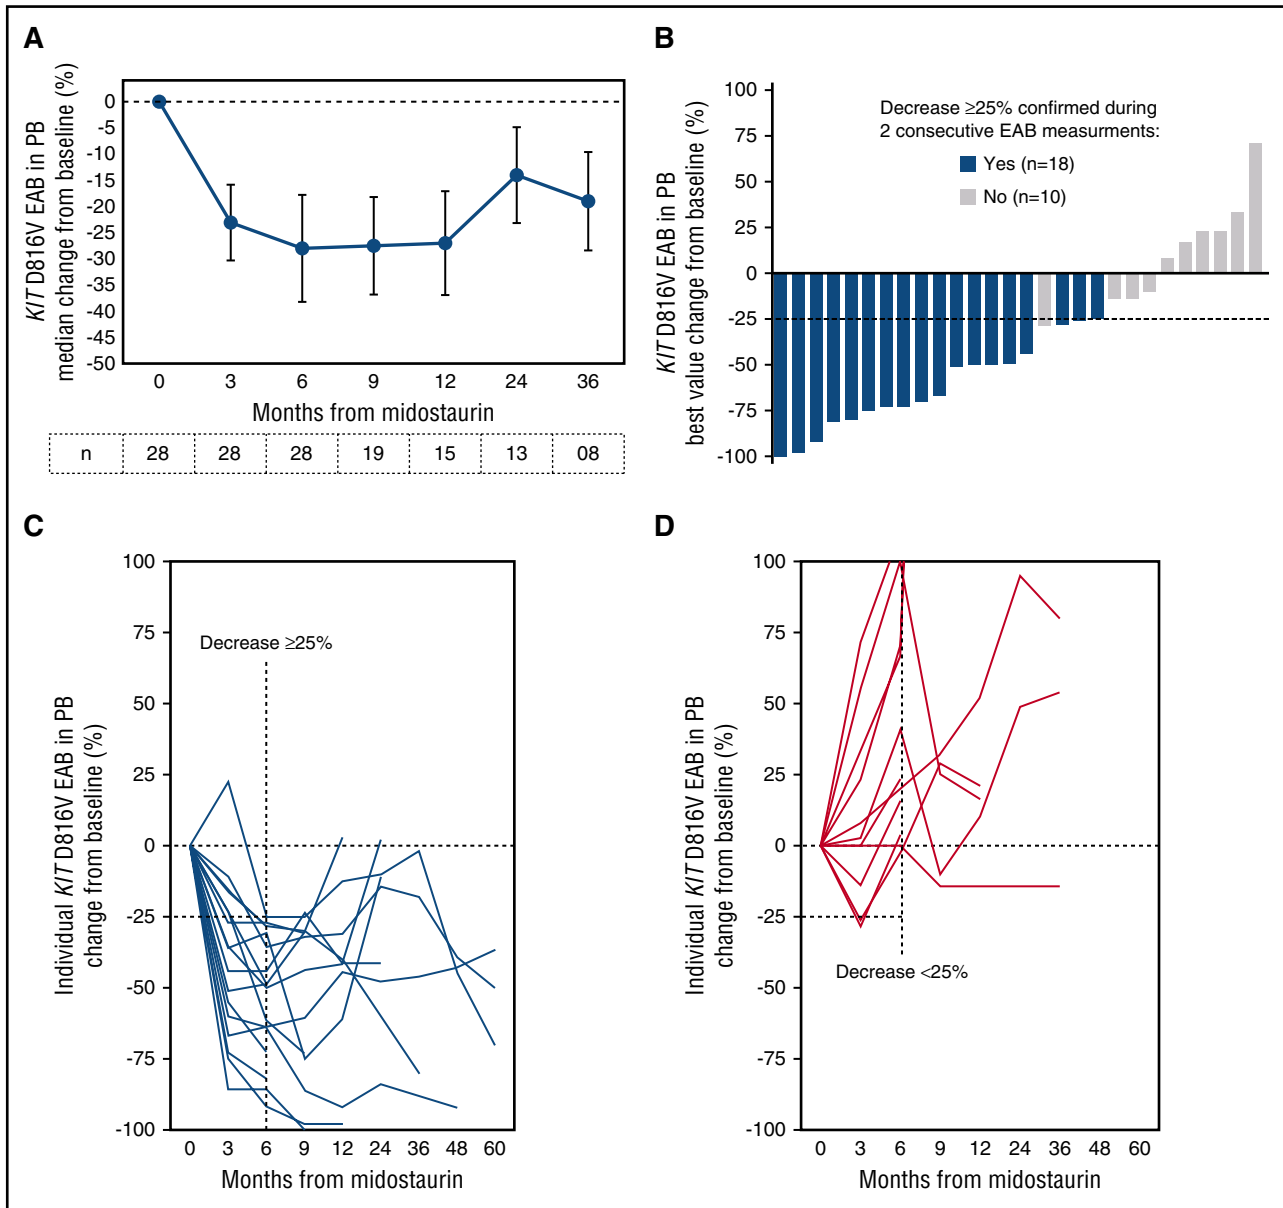 A
KIT D816V EAB in PB
median change from baseline (%)
0
-5
-10
-15
-20
-25
-30
-35
-40
45
-50
0 3 6 9 12 24 36
Months from midostaurin
n 28 28 28 19 15 13 08
B
KIT D816V EAB in PB
best value change from baseline (%)
100
75
50
25
0
-25
-50
-75
-100
Decrease ≥25% confirmed during
2 consecutive EAB measurments:
Yes (n=18)
No (n=10)
C
Individual KIT D816V EAB in PB
change from baseline (%)
100
75
50
25
0
-25
-50
-75
-100
Decrease ≥25%
0 3 6 9 12 24 36 48 60
Months from midostaurin
D
Individual KIT D816V EAB in PB
change from baseline (%)
100
75
50
25
0
-25
-50
-75
-100
Decrease <25%
0 3 6 9 12 24 36 48 60
Months from midostaurin